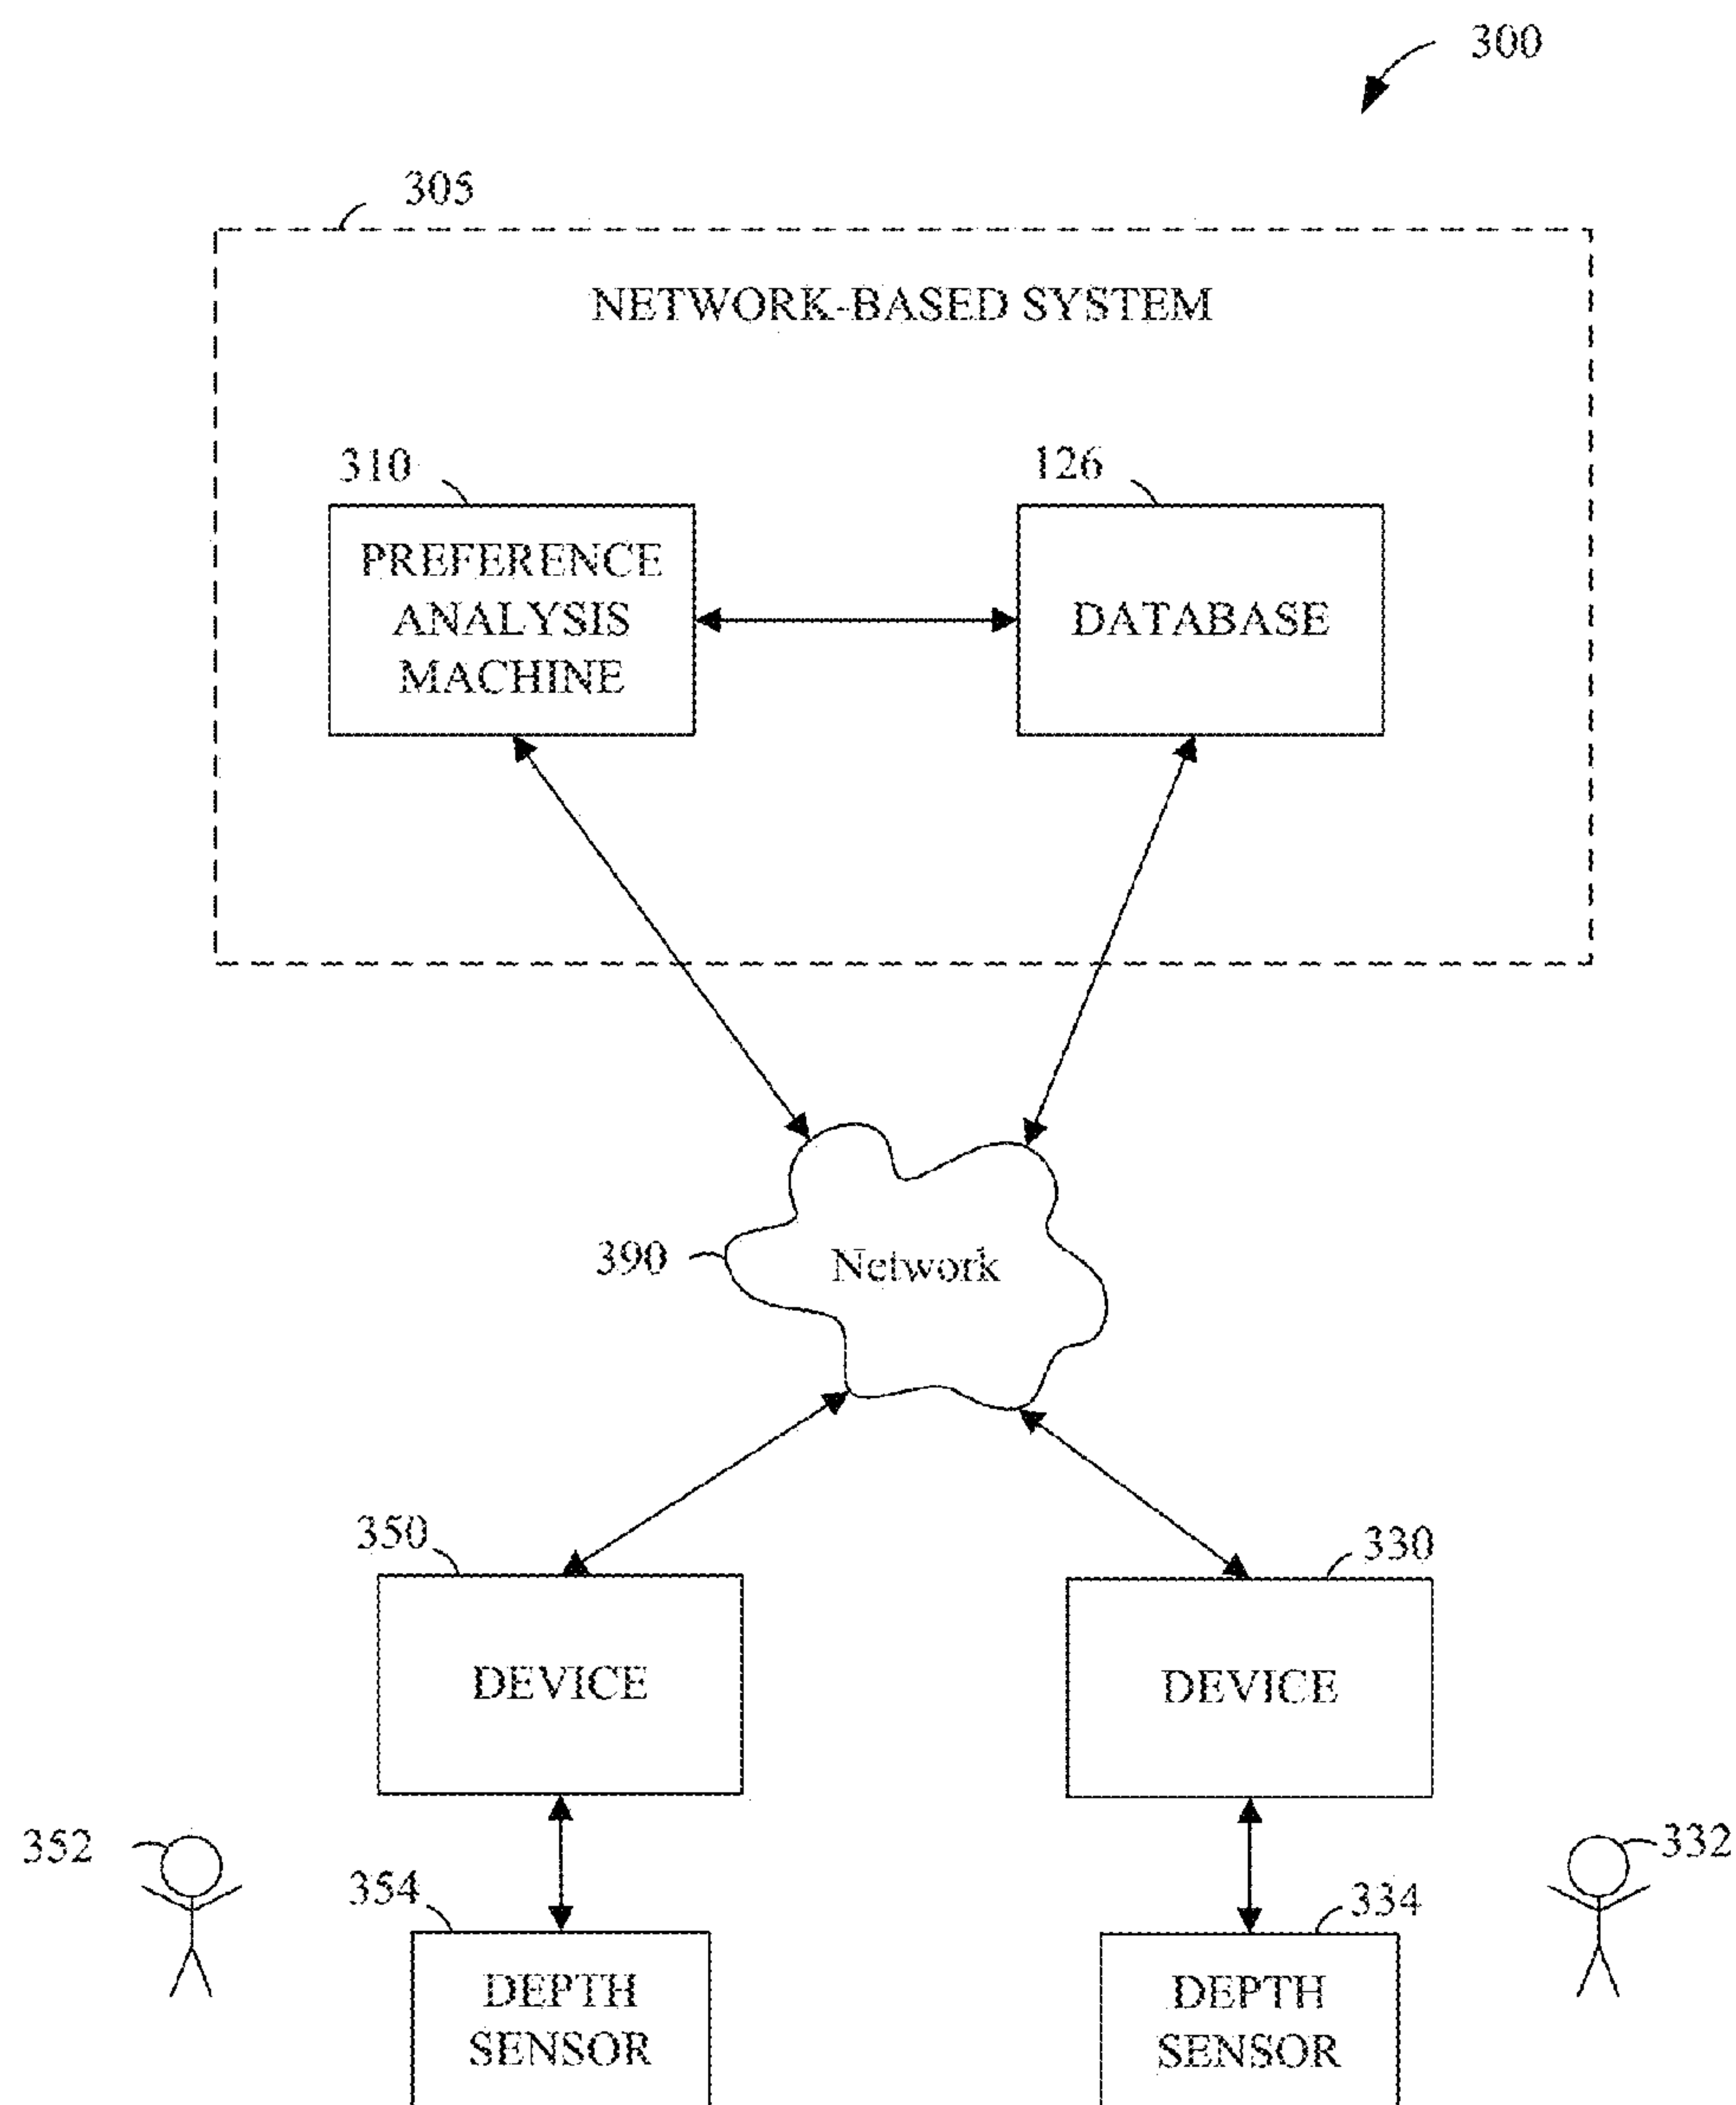 300
305
NETWORK-BASED SYSTEM
310
126
PREFERENCE
ANALYSIS
MACHINE
DATABASE
390
Network
350
330
DEVICE
DEVICE
352
332
354
334
DEPTH
SENSOR
DEPTH
SENSOR